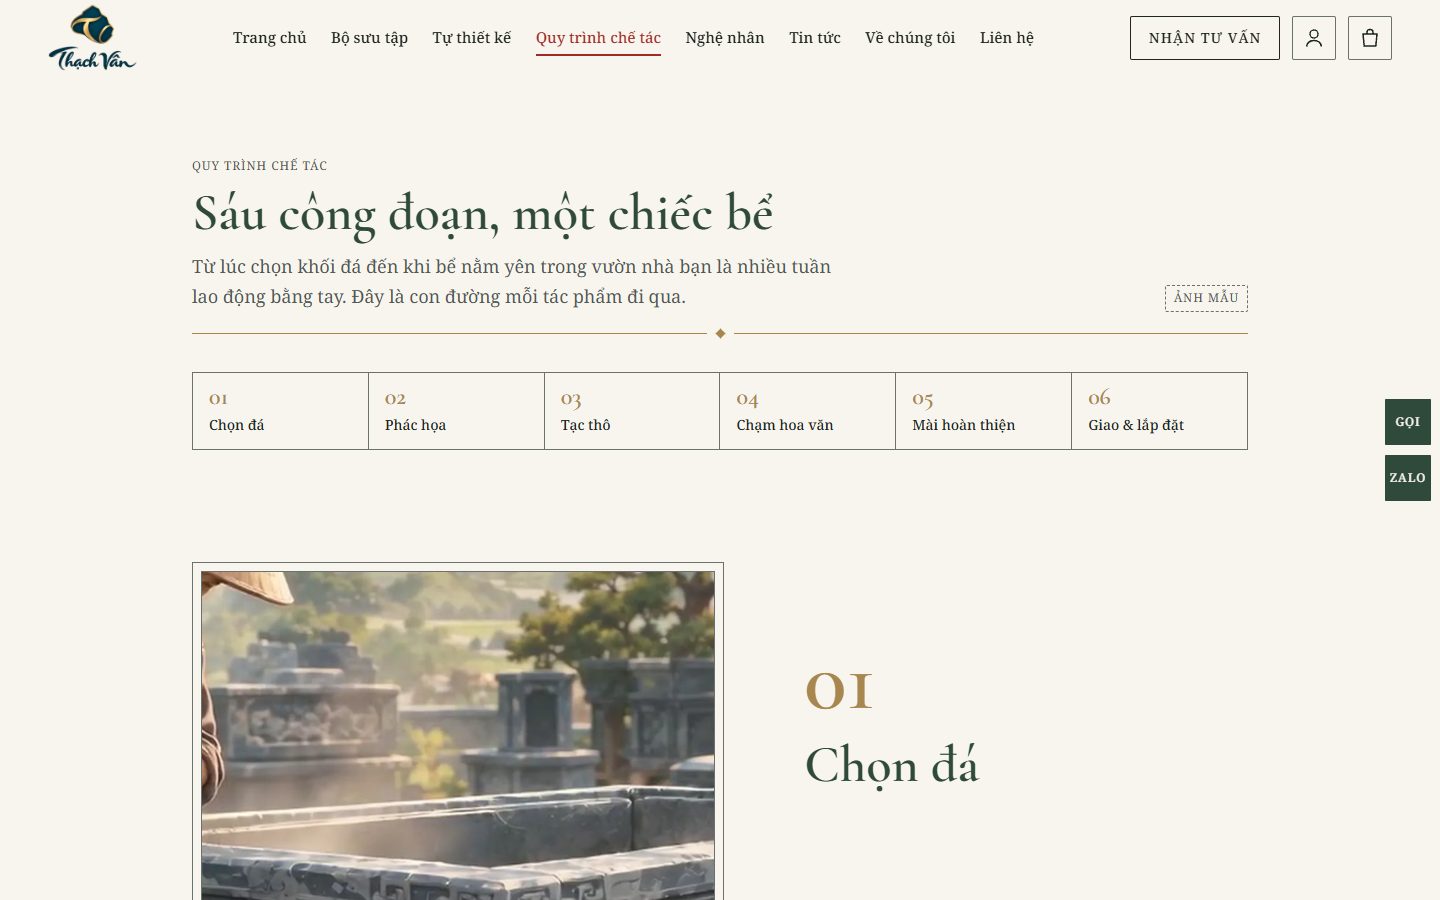 Thạch Vân
Trang chủ
Bộ sưu tập
Tự thiết kế
Quy trình chế tác
Nghệ nhân
Tin tức
Về chúng tôi
Liên hệ
NHẬN TƯ VẤN
QUY TRÌNH CHẾ TÁC
Sáu công đoạn, một chiếc bể
Từ lúc chọn khối đá đến khi bể nằm yên trong vườn nhà bạn là nhiều tuần
lao động bằng tay. Đây là con đường mỗi tác phẩm đi qua.
ẢNH MẪU
01
Chọn đá
02
Phác họa
03
Tạc thô
04
Chạm hoa văn
05
Mài hoàn thiện
06
Giao & lắp đặt
GỌI
ZALO
01
Chọn đá